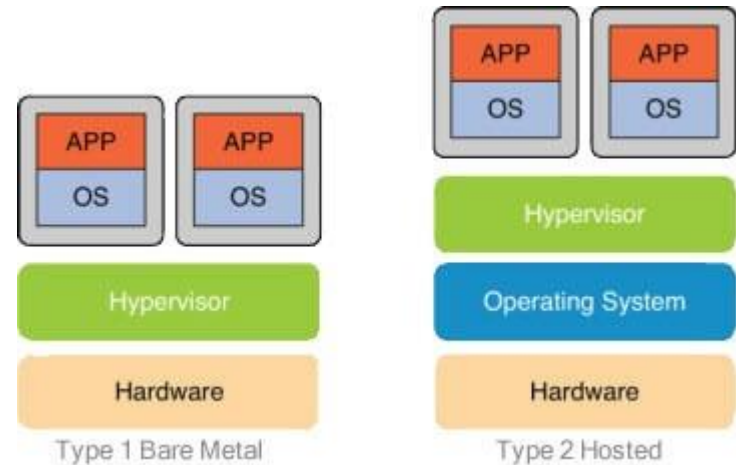 APP
OS
APP
OS
Hypervisor
Hardware
Type 1 Bare Metal
APP
OS
APP
OS
Hypervisor
Operating System
Hardware
Type 2 Hosted